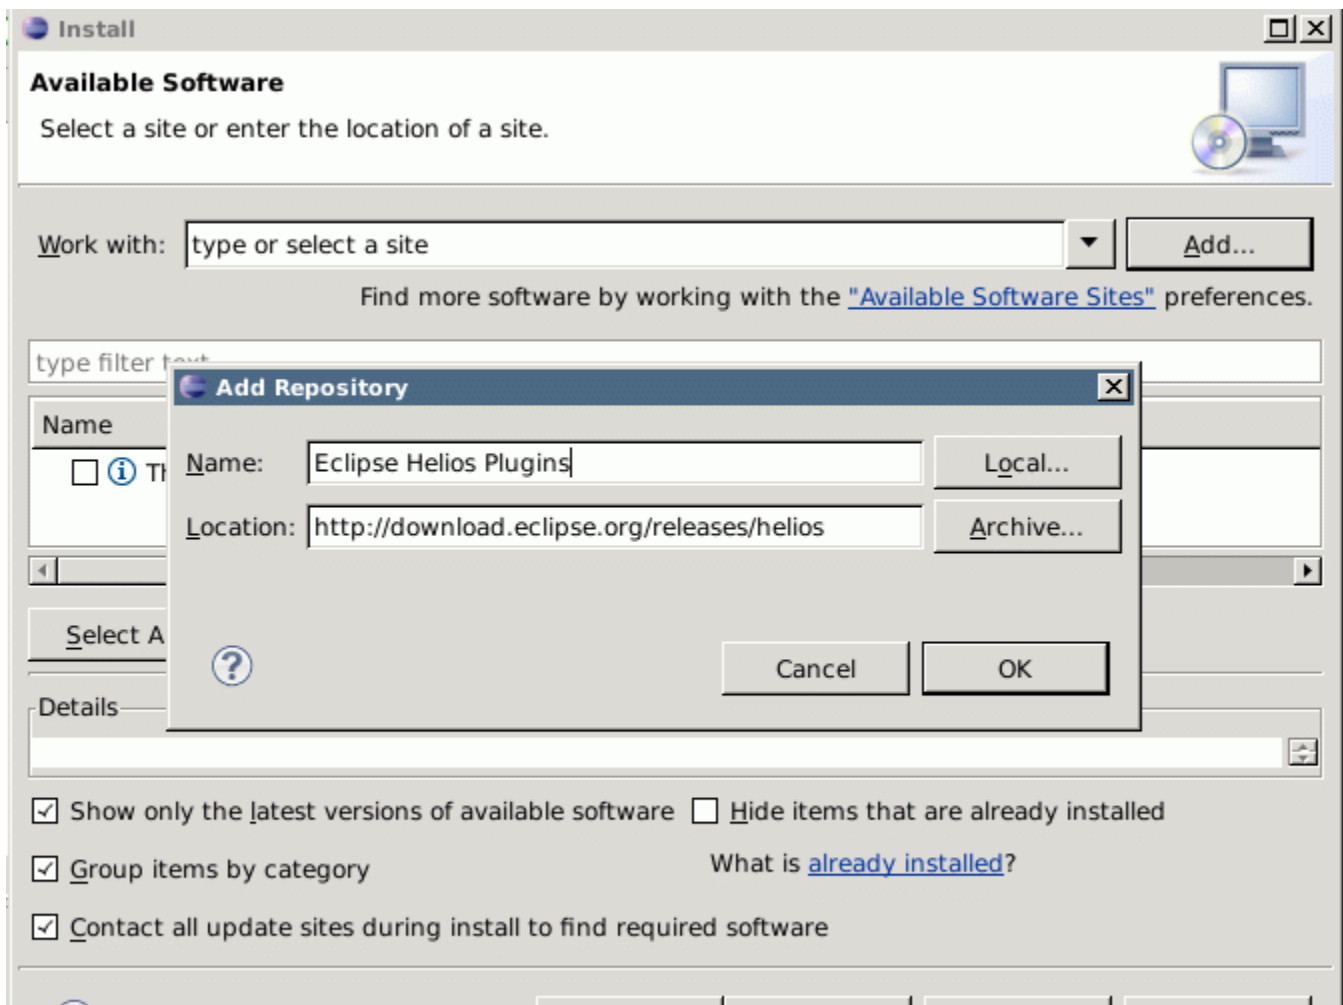 Install
Available Software
Select a site or enter the location of a site.
Work with: type or select a site Add...
Find more software by working with the "Available Software Sites" preferences.
type filter text
Add Repository
Name
Name: Eclipse Helios Plugins Local...
Location: http://download.eclipse.org/releases/helios Archive...
Select A
Cancel OK
Details
Show only the latest versions of available software Hide items that are already installed
Group items by category What is already installed?
Contact all update sites during install to find required software